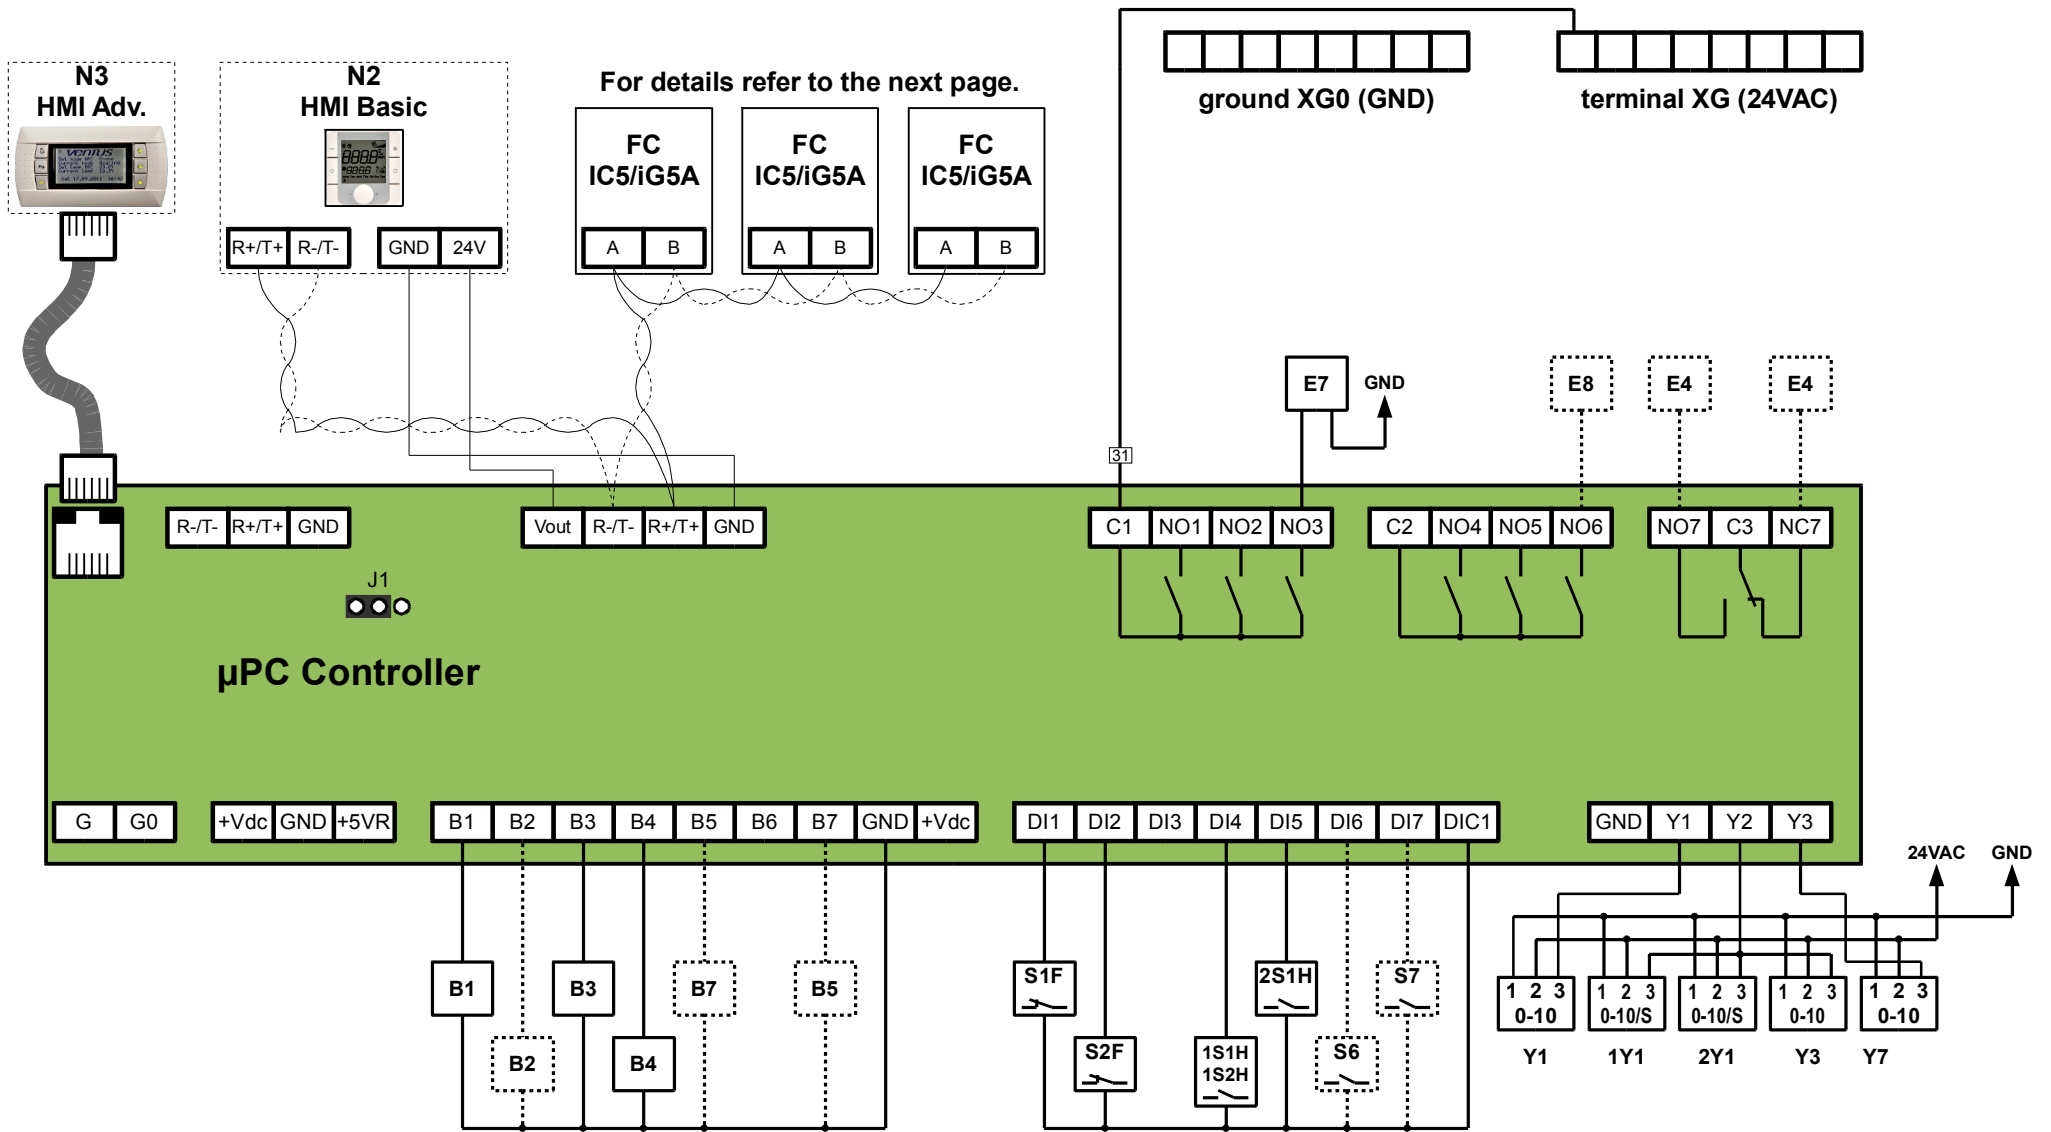 N3
HMI Adv.
VENTUS
N2
HMI Basic
For details refer to the next page.
FC
IC5/iG5A
FC
IC5/iG5A
FC
IC5/iG5A
ground XG0 (GND)
terminal XG (24VAC)
R+/T+ R-/T- GND 24V
A B
A B
A B
E7 GND
E8 E4 E4
31
R-/T- R+/T+ GND
Vout R-/T- R+/T+ GND
C1 NO1 NO2 NO3
C2 NO4 NO5 NO6
NO7 C3 NC7
J1
µPC Controller
G G0
+Vdc GND +5VR
B1 B2 B3 B4 B5 B6 B7 GND +Vdc
DI1 DI2 DI3 DI4 DI5 DI6 DI7 DIC1
GND Y1 Y2 Y3
24VAC GND
B1 B3 B7 B5
B2 B4
S1F 2S1H S7
S2F
1S1H
1S2H
S6
1 2 3
0-10
1 2 3
0-10/S
1 2 3
0-10/S
1 2 3
0-10
1 2 3
0-10
Y1 1Y1 2Y1 Y3 Y7